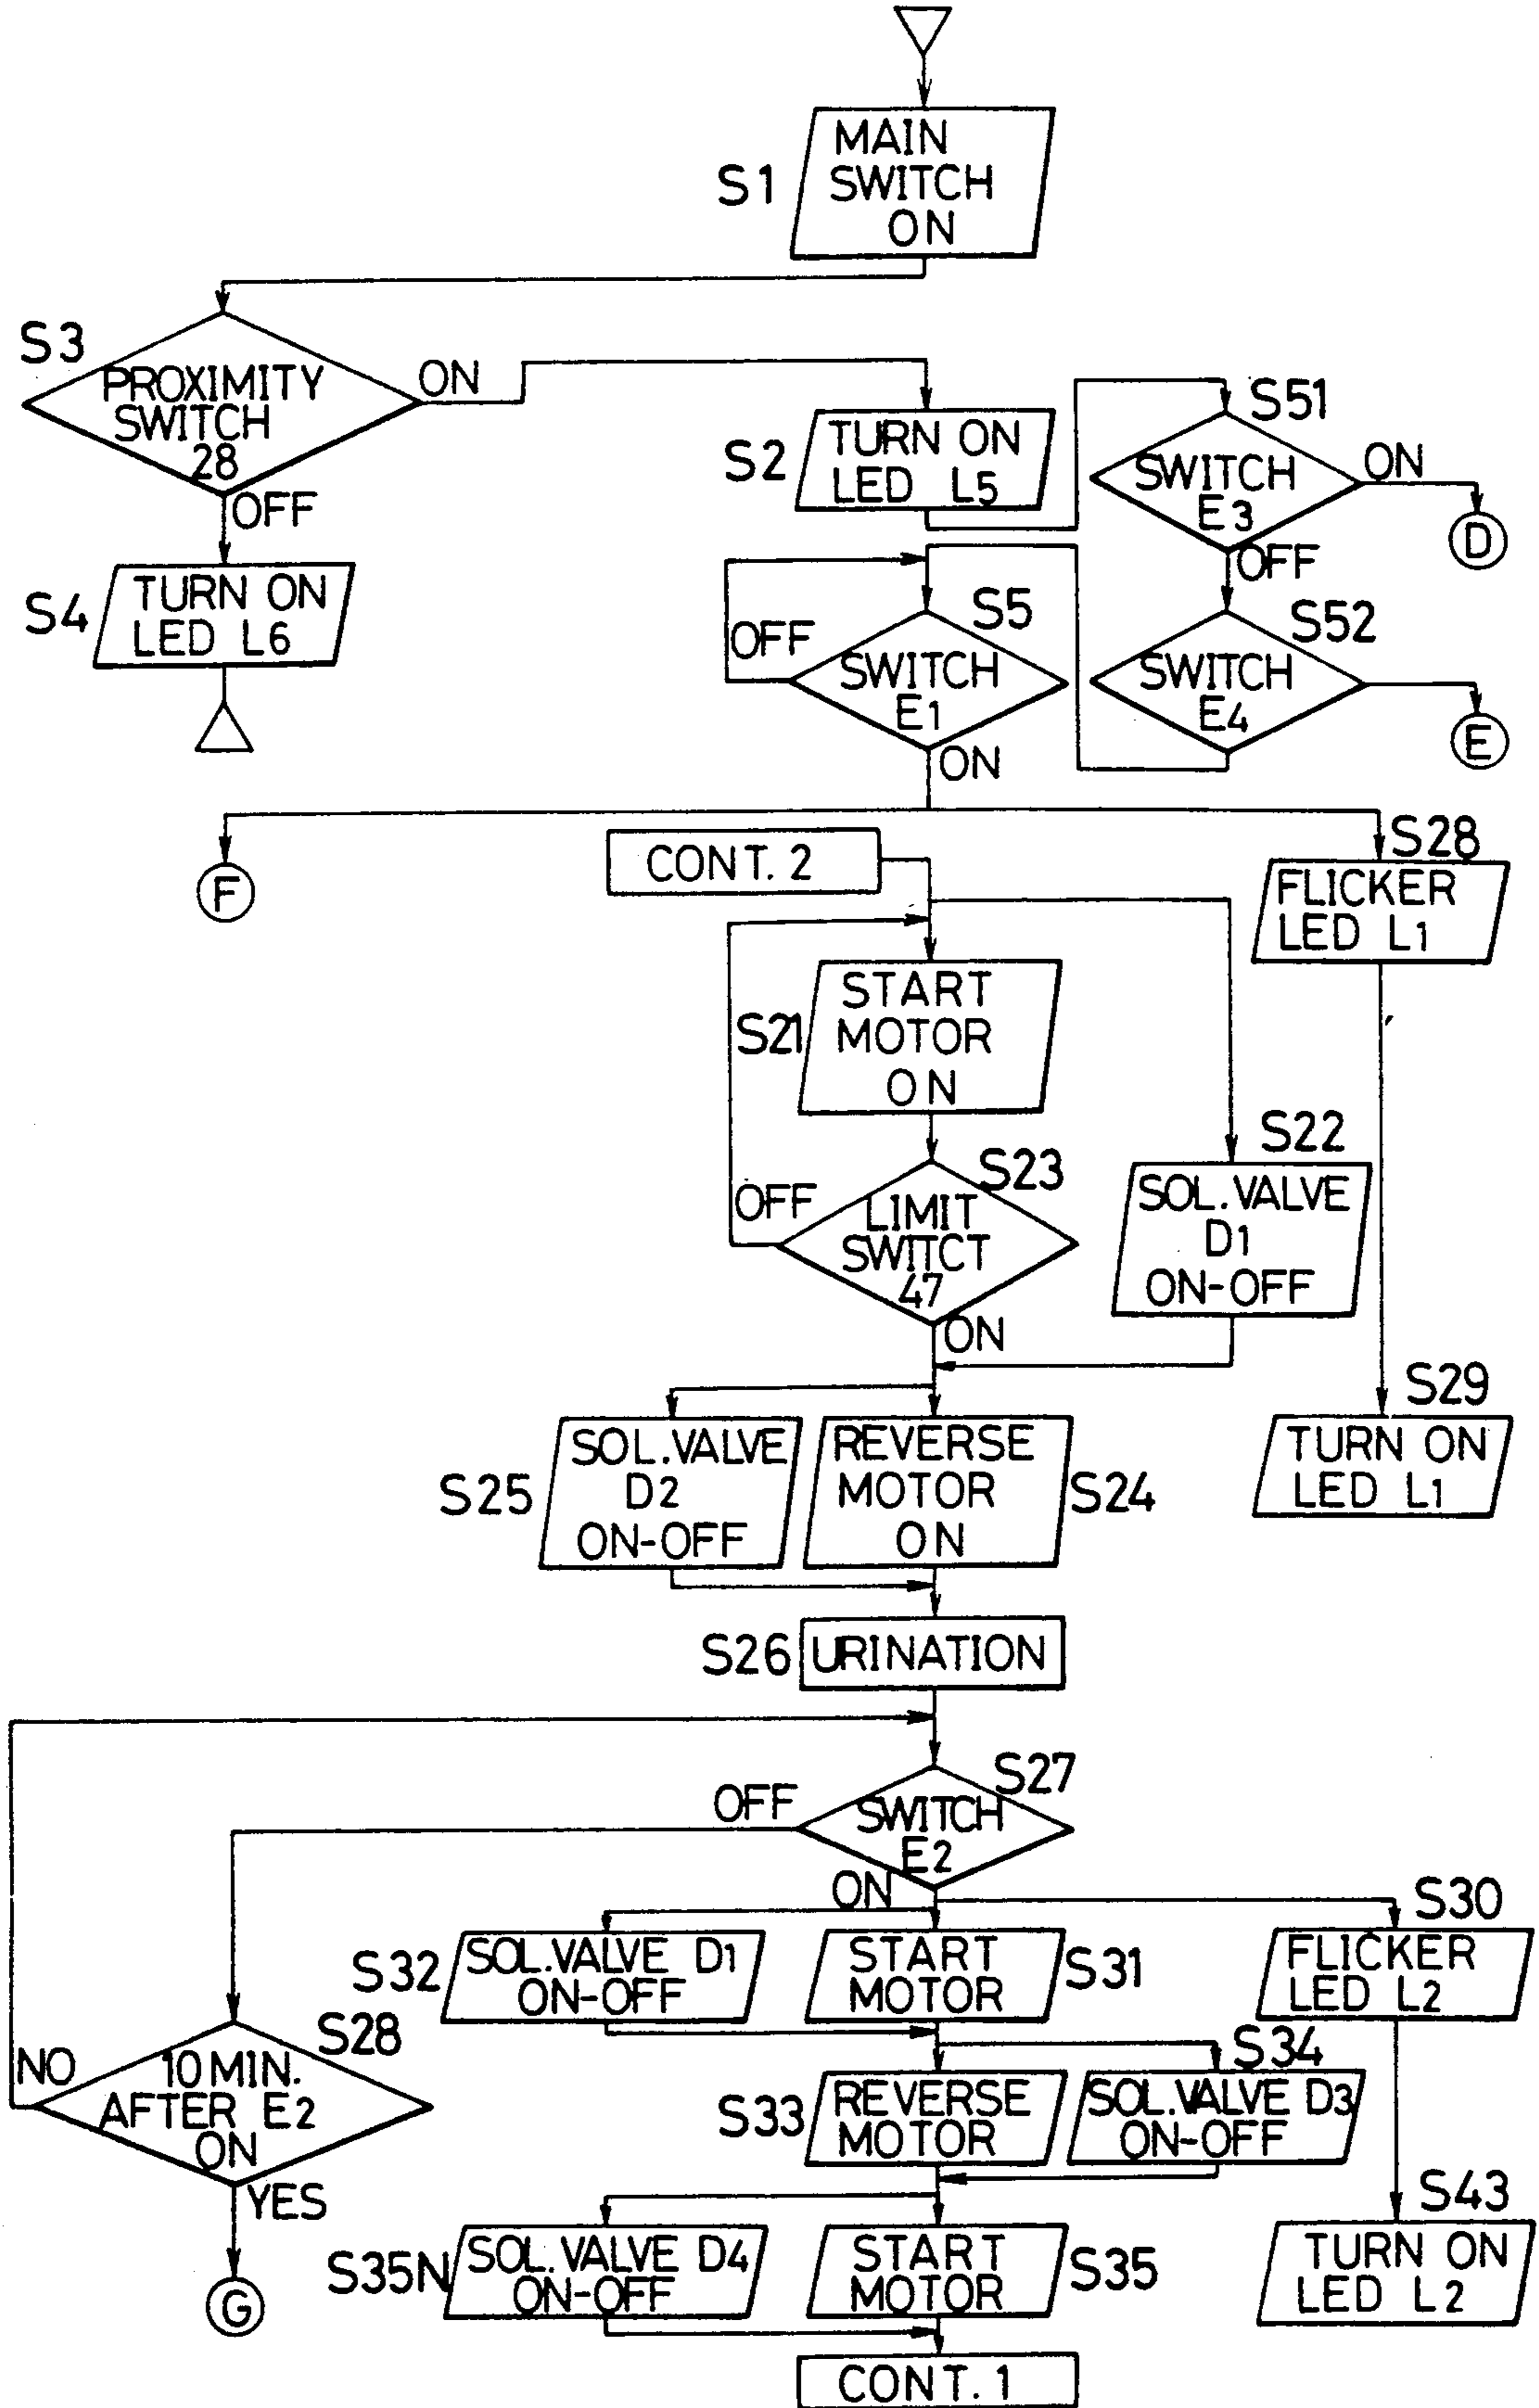 S1
MAIN
SWITCH
ON
S3
PROXIMITY
SWITCH
28
ON
OFF
S2
TURN ON
LED L5
S51
SWITCH
E3
ON
D
OFF
S4
TURN ON
LED L6
S5
OFF
SWITCH
E1
ON
S52
SWITCH
E4
E
F
CONT. 2
S28
FLICKER
LED L1
S21
START
MOTOR
ON
S22
SOL.VALVE
D1
ON-OFF
S23
OFF
LIMIT
SWITCT
47
ON
S29
TURN ON
LED L1
S25
SOL.VALVE
D2
ON-OFF
REVERSE
MOTOR
ON
S24
S26
URINATION
S27
OFF
SWITCH
E2
ON
S30
FLICKER
LED L2
S32
SOL.VALVE D1
ON-OFF
START
MOTOR
S31
S28
NO
10 MIN.
AFTER E2
ON
YES
G
S34
S33
REVERSE
MOTOR
SOL.VALVE D3
ON-OFF
S43
TURN ON
LED L2
S35N
SOL.VALVE D4
ON-OFF
START
MOTOR
S35
CONT. 1